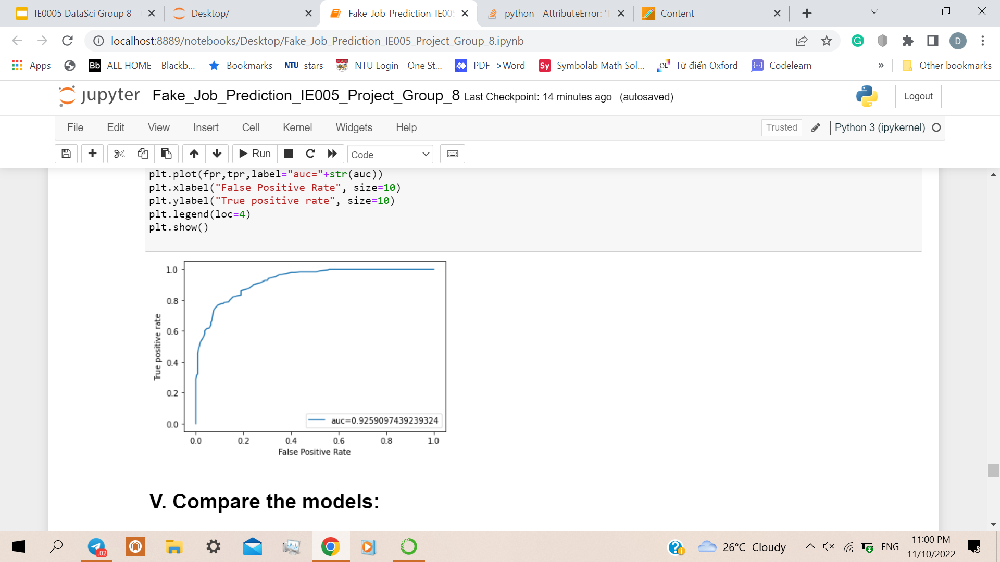 IE0005 DataSci Group 8 -
Desktop/
Fake_Job_Prediction_IE00
python - AttributeError: 'T
Content
localhost:8889/notebooks/Desktop/Fake_Job_Prediction_IE005_Project_Group_8.ipynb
G
D
Apps
Bb ALL HOME – Blackb...
Bookmarks
NTU stars
NTU Login - One St...
PDF ->Word
Sy Symbolab Math Sol...
OL Từ điển Oxford
Codelearn
»
Other bookmarks
jupyter Fake_Job_Prediction_IE005_Project_Group_8 Last Checkpoint: 14 minutes ago (autosaved)
Logout
File Edit View Insert Cell Kernel Widgets Help
Trusted
Python 3 (ipykernel)
Run
Code
plt.plot(fpr,tpr,label="auc="+str(auc))
plt.xlabel("False Positive Rate", size=10)
plt.ylabel("True positive rate", size=10)
plt.legend(loc=4)
plt.show()
1.0
0.8
0.6
0.4
0.2
0.0
True positive rate
auc=0.9259097439239324
0.0 0.2 0.4 0.6 0.8 1.0
False Positive Rate
V. Compare the models:
..02
26°C Cloudy
ENG
11:00 PM
11/10/2022